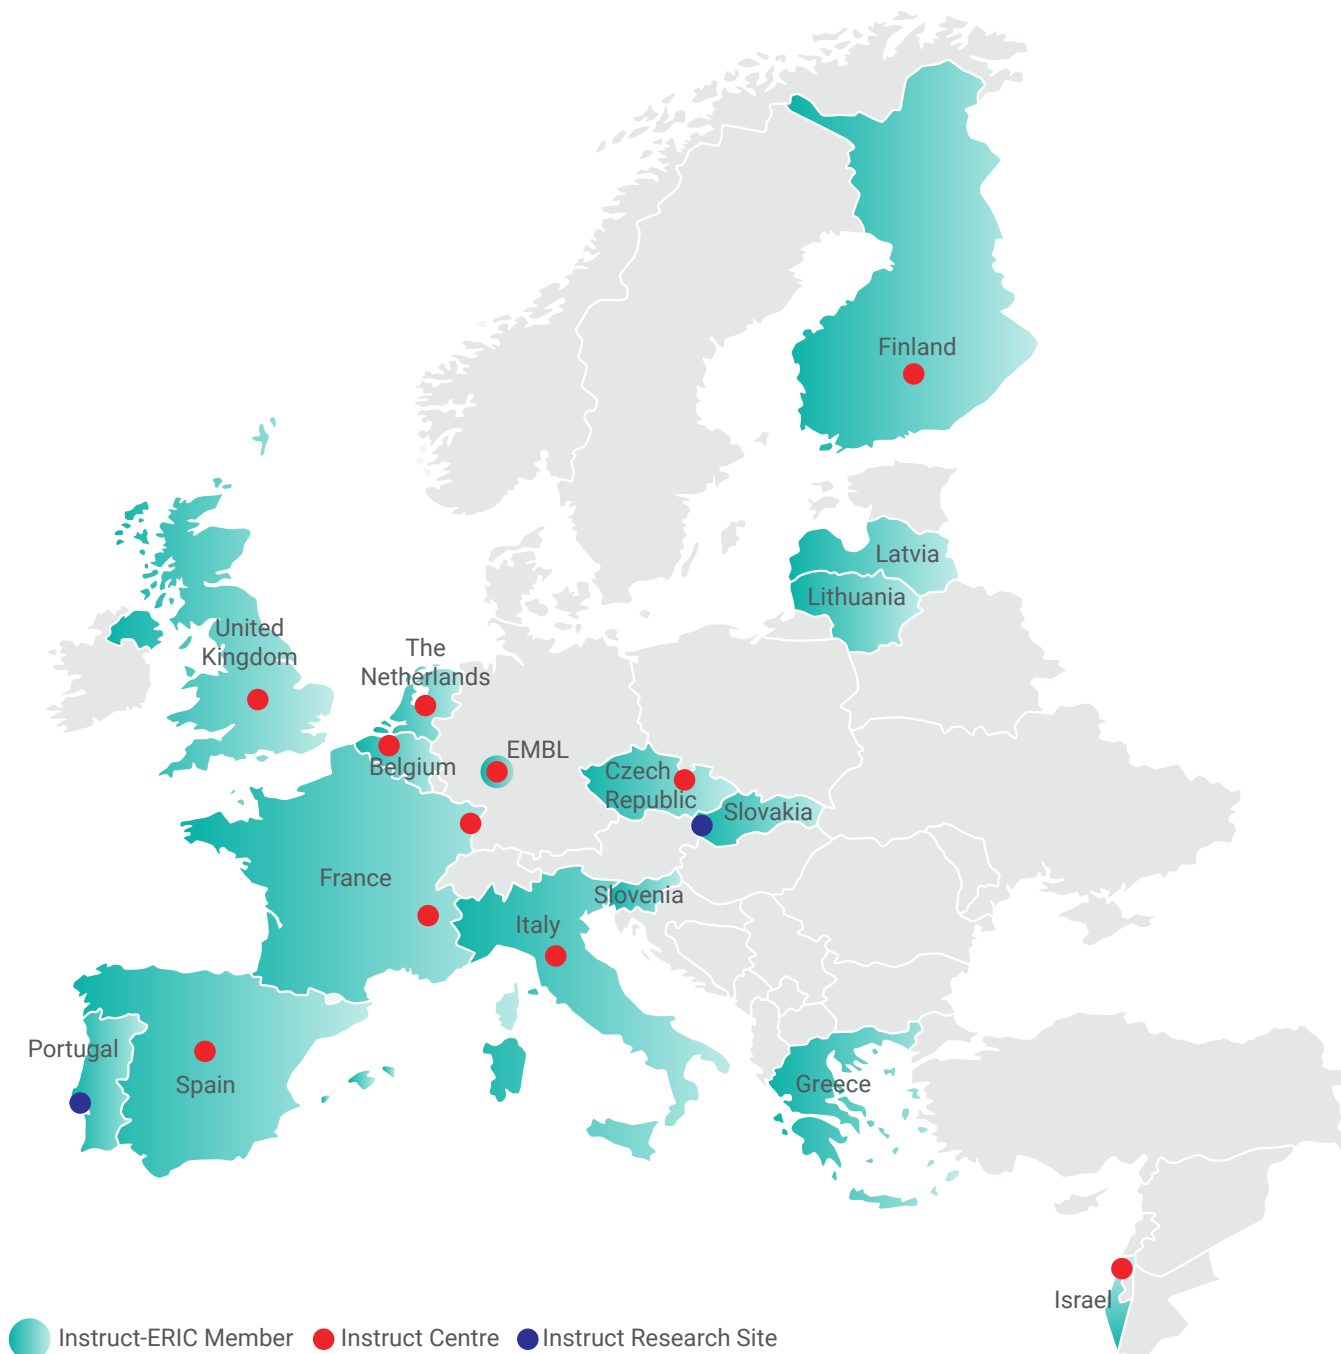 Finland
Latvia
Lithuania
United
Kingdom
The
Netherlands
EMBL
Belgium
Czech
Republic
Slovakia
France
Slovenia
Italy
Portugal
Spain
Greece
Israel
Instruct-ERIC Member
Instruct Centre
Instruct Research Site